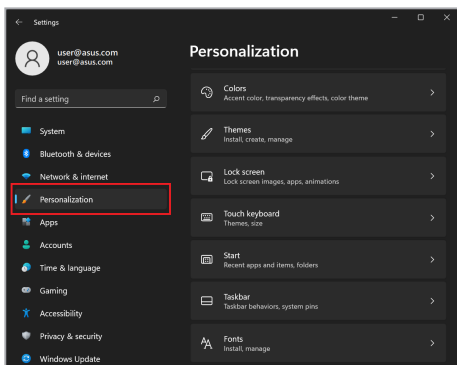 Settings
user@asus.com
user@asus.com
Find a setting
System
Bluetooth & devices
Network & internet
Personalization
Apps
Accounts
Time & language
Gaming
Accessibility
Privacy & security
Windows Update
Personalization
Colors
Accent color, transparency effects, color theme
Themes
Install, create, manage
Lock screen
Lock screen images, apps, animations
Touch keyboard
Themes, size
Start
Recent apps and items, folders
Taskbar
Taskbar behaviors, system pins
Fonts
Install, manage